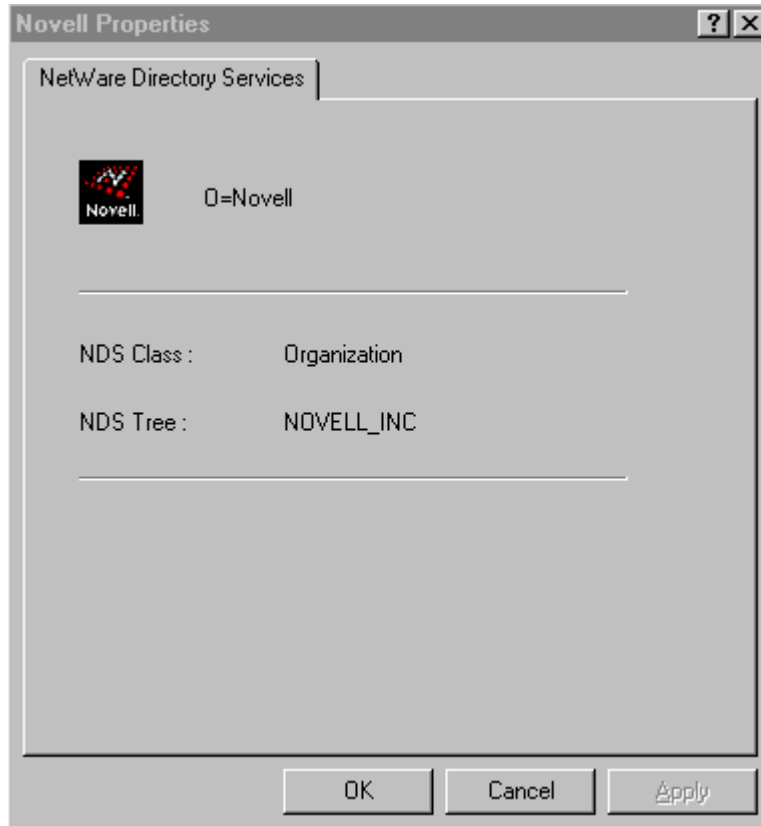 Novell Properties
NetWare Directory Services
Novell.
O=Novell
NDS Class : Organization
NDS Tree : NOVELL_INC
OK Cancel Apply